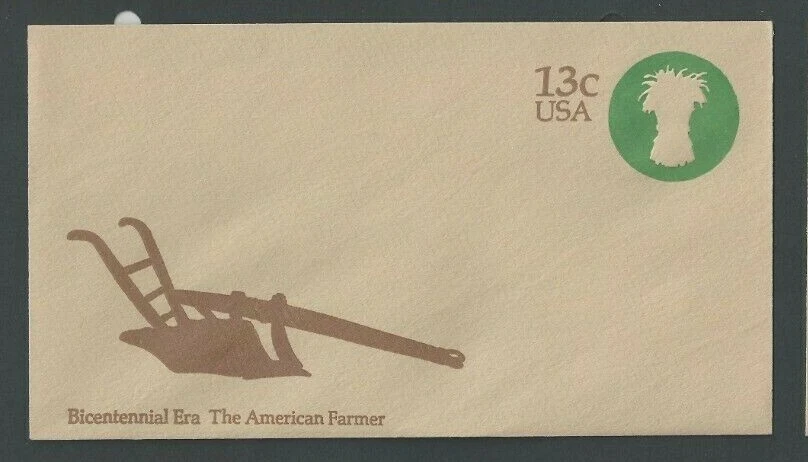 13c
USA
Bicentennial Era The American Farmer